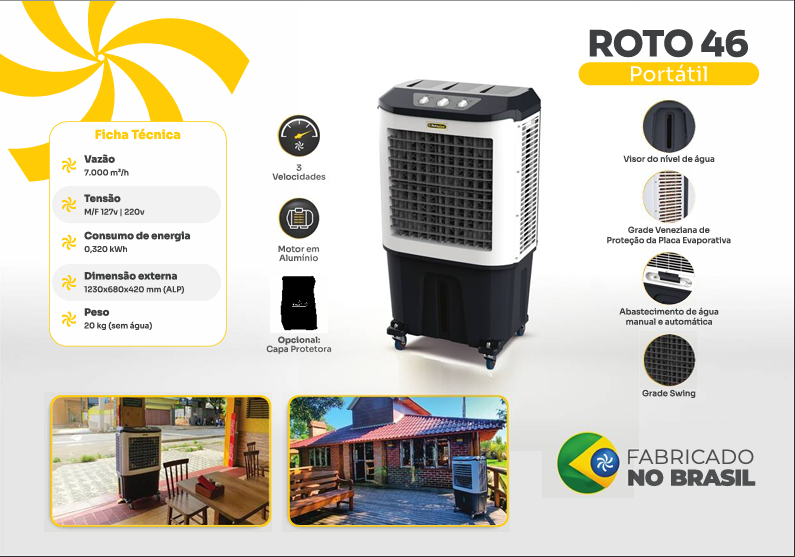 ROTO 46
Portátil
Ficha Técnica
Vazão
7.000 m³/h
Tensão
M/F 127v | 220v
Consumo de energia
0,320 kWh
Dimensão externa
1230x680x420 mm (ALP)
Peso
20 kg (sem água)
3
Velocidades
Motor em
Alumínio
Opcional:
Capa Protetora
Visor do nível de água
Grade Veneziana de
Proteção da Placa Evaporativa
Abastecimento de água
manual e automática
Grade Swing
FABRICADO
NO BRASIL